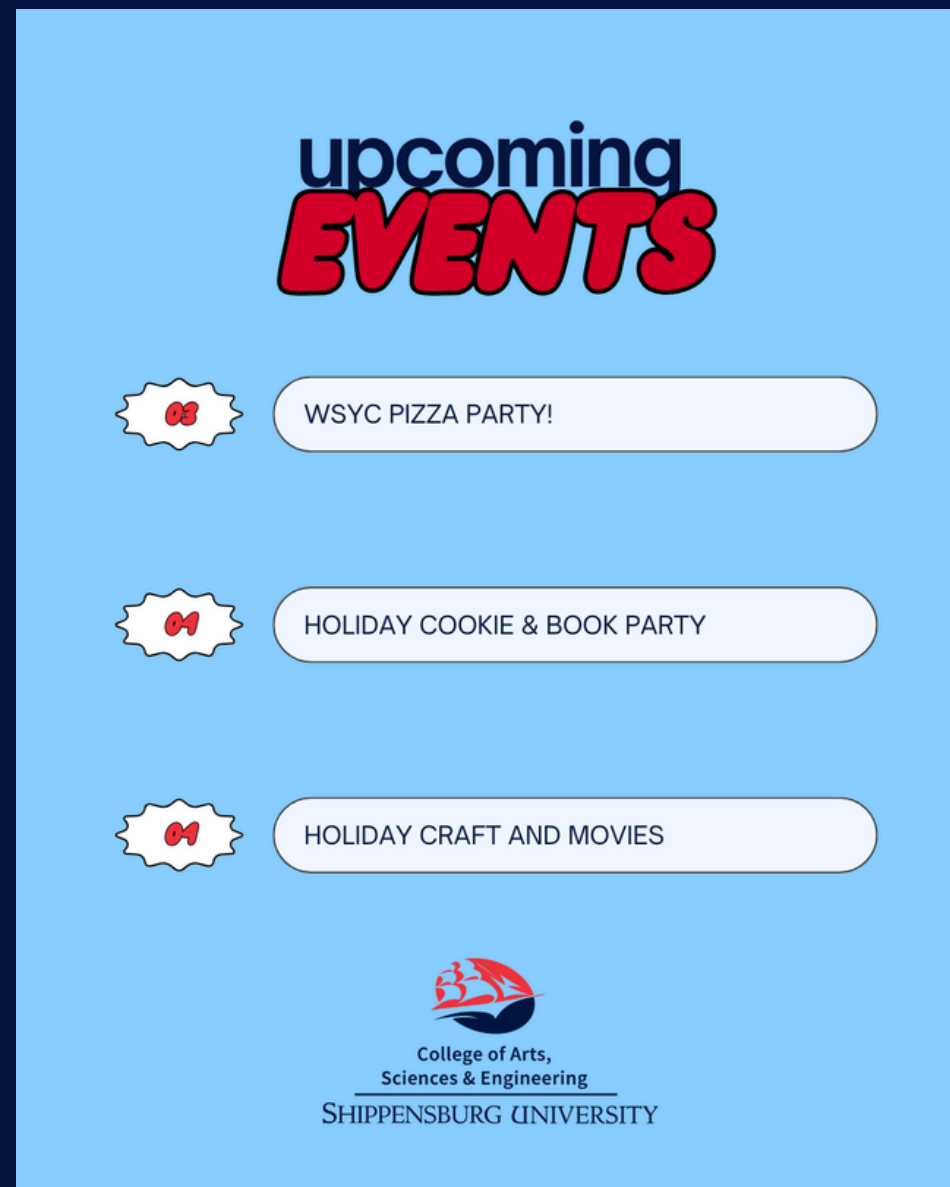 upcoming
EVENTS
03 WSYC PIZZA PARTY!
04 HOLIDAY COOKIE & BOOK PARTY
04 HOLIDAY CRAFT AND MOVIES
College of Arts,
Sciences & Engineering
SHIPPENSBURG UNIVERSITY